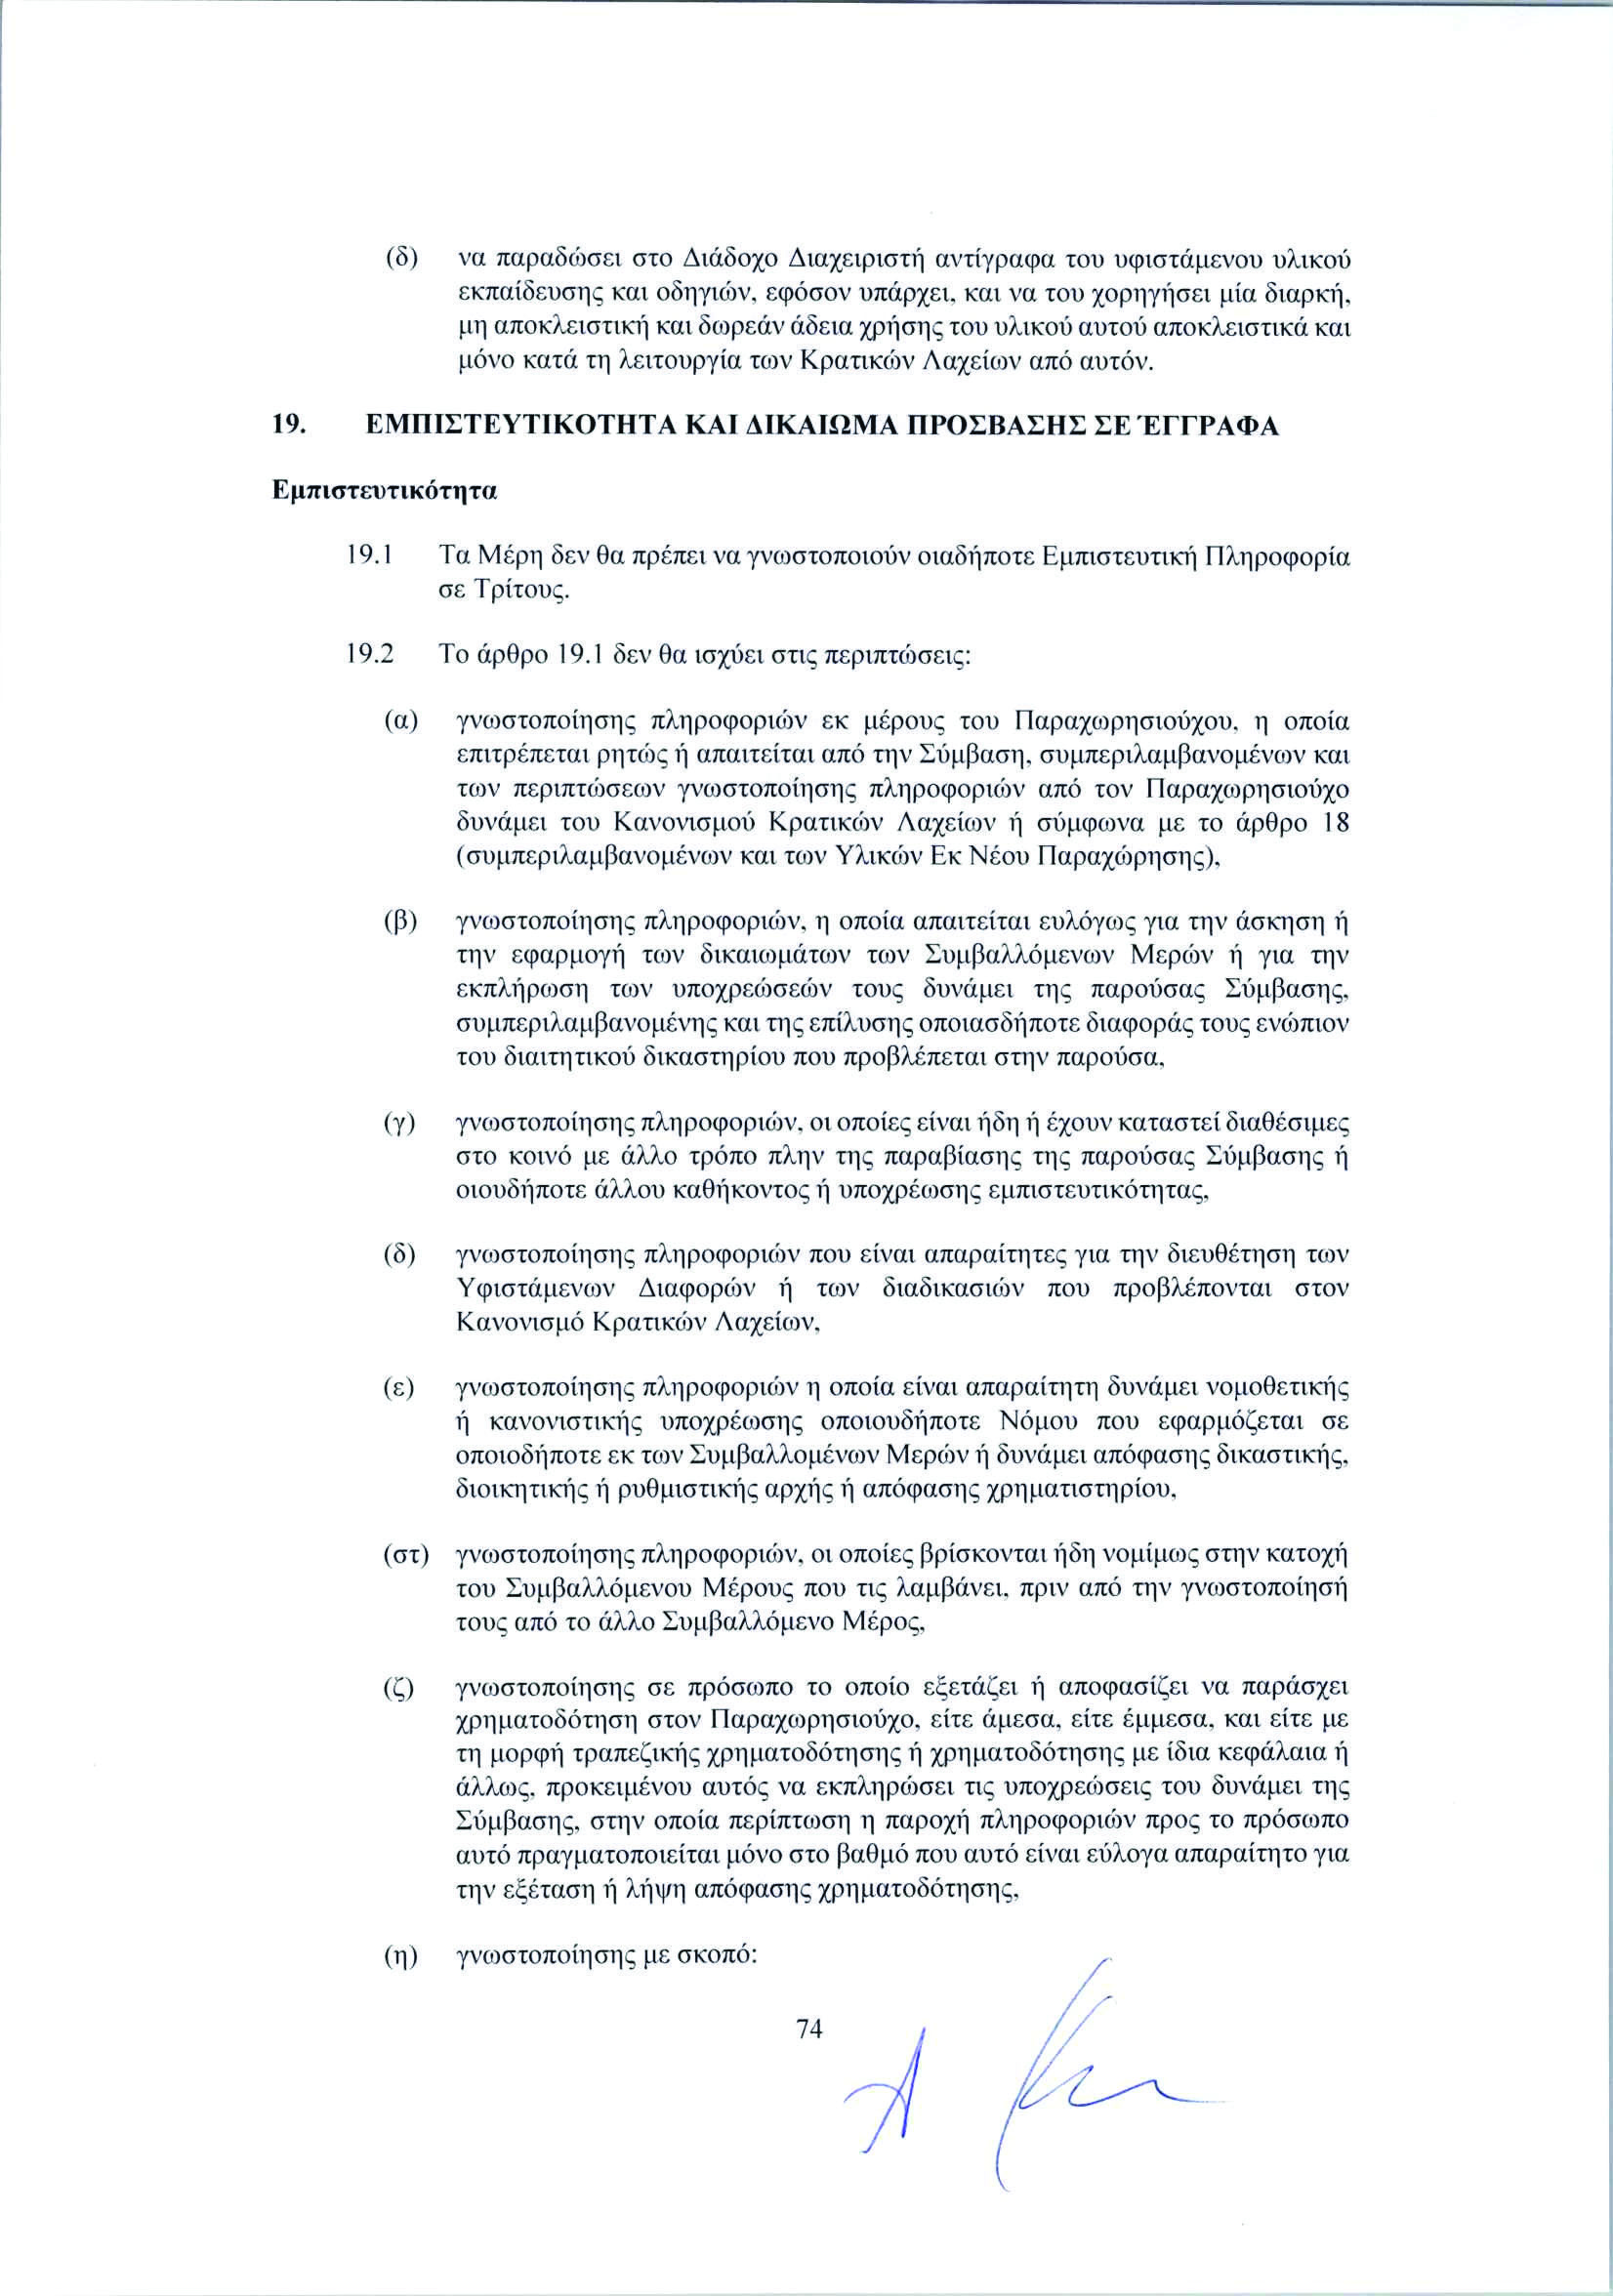 (δ) να παραδώσει στο Διάδοχο Διαχειριστή αντίγραφα του υφιστάμενου υλικού
εκπαίδευσης και οδηγιών, εφόσον υπάρχει, και να του χορηγήσει μία διαρκή,
μη αποκλειστική και δωρεάν άδεια χρήσης του υλικού αυτού αποκλειστικά και
μόνο κατά τη λειτουργία των Κρατικών Λαχείων από αυτόν.
19. ΕΜΠΙΣΤΕΥΤΙΚΟΤΗΤΑ ΚΑΙ ΔΙΚΑΙΩΜΑ ΠΡΟΣΒΑΣΗΣ ΣΕ ΈΓΓΡΑΦΑ
Εμπιστευτικότητα
19.1 Τα Μέρη δεν θα πρέπει να γνωστοποιούν οιαδήποτε Εμπιστευτική Πληροφορία
σε Τρίτους.
19.2 Το άρθρο 19.1 δεν θα ισχύει στις περιπτώσεις:
(α) γνωστοποίησης πληροφοριών εκ μέρους του Παραχωρησιούχου, η οποία
επιτρέπεται ρητώς ή απαιτείται από την Σύμβαση, συμπεριλαμβανομένων και
των περιπτώσεων γνωστοποίησης πληροφοριών από τον Παραχωρησιούχο
δυνάμει του Κανονισμού Κρατικών Λαχείων ή σύμφωνα με το άρθρο 18
(συμπεριλαμβανομένων και των Υλικών Εκ Νέου Παραχώρησης),
(β) γνωστοποίησης πληροφοριών, η οποία απαιτείται ευλόγως για την άσκηση ή
την εφαρμογή των δικαιωμάτων των Συμβαλλόμενων Μερών ή για την
εκπλήρωση των υποχρεώσεών τους δυνάμει της παρούσας Σύμβασης,
συμπεριλαμβανομένης και της επίλυσης οποιασδήποτε διαφοράς τους ενώπιον
του διαιτητικού δικαστηρίου που προβλέπεται στην παρούσα,
(γ) γνωστοποίησης πληροφοριών, οι οποίες είναι ήδη ή έχουν καταστεί διαθέσιμες
στο κοινό με άλλο τρόπο πλην της παραβίασης της παρούσας Σύμβασης ή
οιουδήποτε άλλου καθήκοντος ή υποχρέωσης εμπιστευτικότητας,
(δ) γνωστοποίησης πληροφοριών που είναι απαραίτητες για την διευθέτηση των
Υφιστάμενων Διαφορών ή των διαδικασιών που προβλέπονται στον
Κανονισμό Κρατικών Λαχείων,
(ε) γνωστοποίησης πληροφοριών η οποία είναι απαραίτητη δυνάμει νομοθετικής
ή κανονιστικής υποχρέωσης οποιουδήποτε Νόμου που εφαρμόζεται σε
οποιοδήποτε εκ των Συμβαλλομένων Μερών ή δυνάμει απόφασης δικαστικής,
διοικητικής ή ρυθμιστικής αρχής ή απόφασης χρηματιστηρίου,
(στ) γνωστοποίησης πληροφοριών, οι οποίες βρίσκονται ήδη νομίμως στην κατοχή
του Συμβαλλόμενου Μέρους που τις λαμβάνει, πριν από την γνωστοποίησή
τους από το άλλο Συμβαλλόμενο Μέρος,
(ζ) γνωστοποίησης σε πρόσωπο το οποίο εξετάζει ή αποφασίζει να παράσχει
χρηματοδότηση στον Παραχωρησιούχο, είτε άμεσα, είτε έμμεσα, και είτε με
τη μορφή τραπεζικής χρηματοδότησης ή χρηματοδότησης με ίδια κεφάλαια ή
άλλως, προκειμένου αυτός να εκπληρώσει τις υποχρεώσεις του δυνάμει της
Σύμβασης, στην οποία περίπτωση η παροχή πληροφοριών προς το πρόσωπο
αυτό πραγματοποιείται μόνο στο βαθμό που αυτό είναι εύλογα απαραίτητο για
την εξέταση ή λήψη απόφασης χρηματοδότησης,
(η) γνωστοποίησης με σκοπό:
74